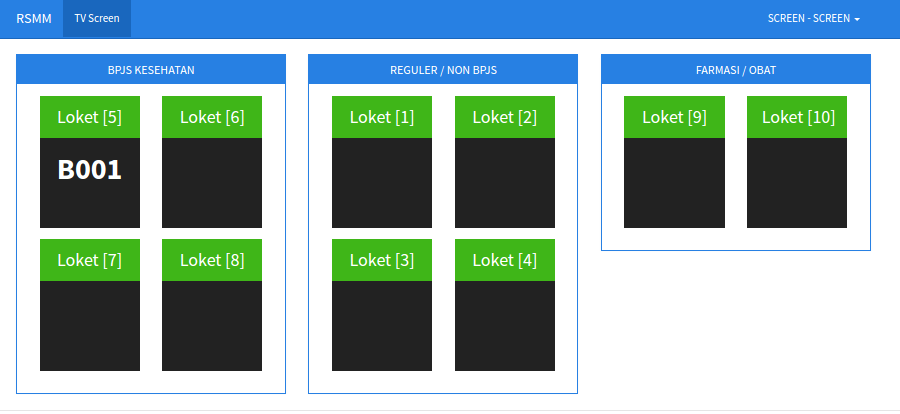 RSMM TV Screen SCREEN - SCREEN
BPJS KESEHATAN
Loket [5] Loket [6]
B001
Loket [7] Loket [8]
REGULER / NON BPJS
Loket [1] Loket [2]
Loket [3] Loket [4]
FARMASI / OBAT
Loket [9] Loket [10]